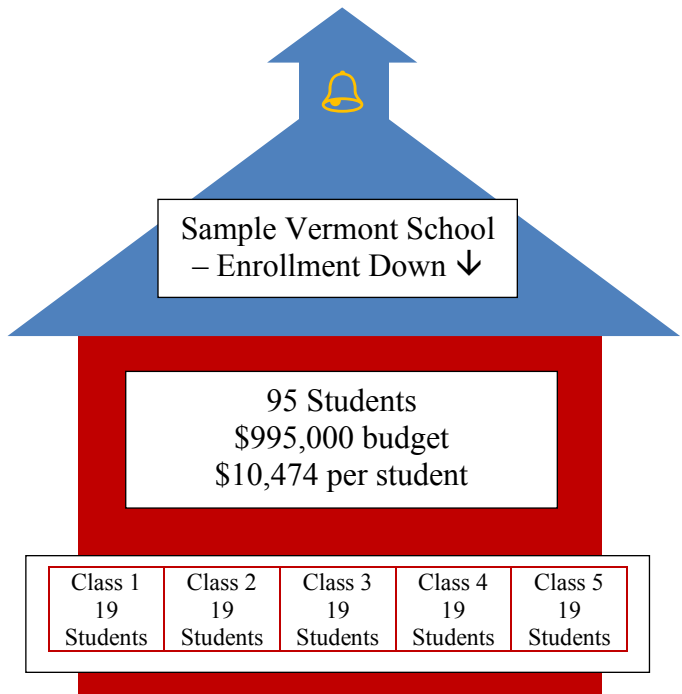 Sample Vermont School
– Enrollment Down ↓
95 Students
$995,000 budget
$10,474 per student
Class 1
19
Students
Class 2
19
Students
Class 3
19
Students
Class 4
19
Students
Class 5
19
Students